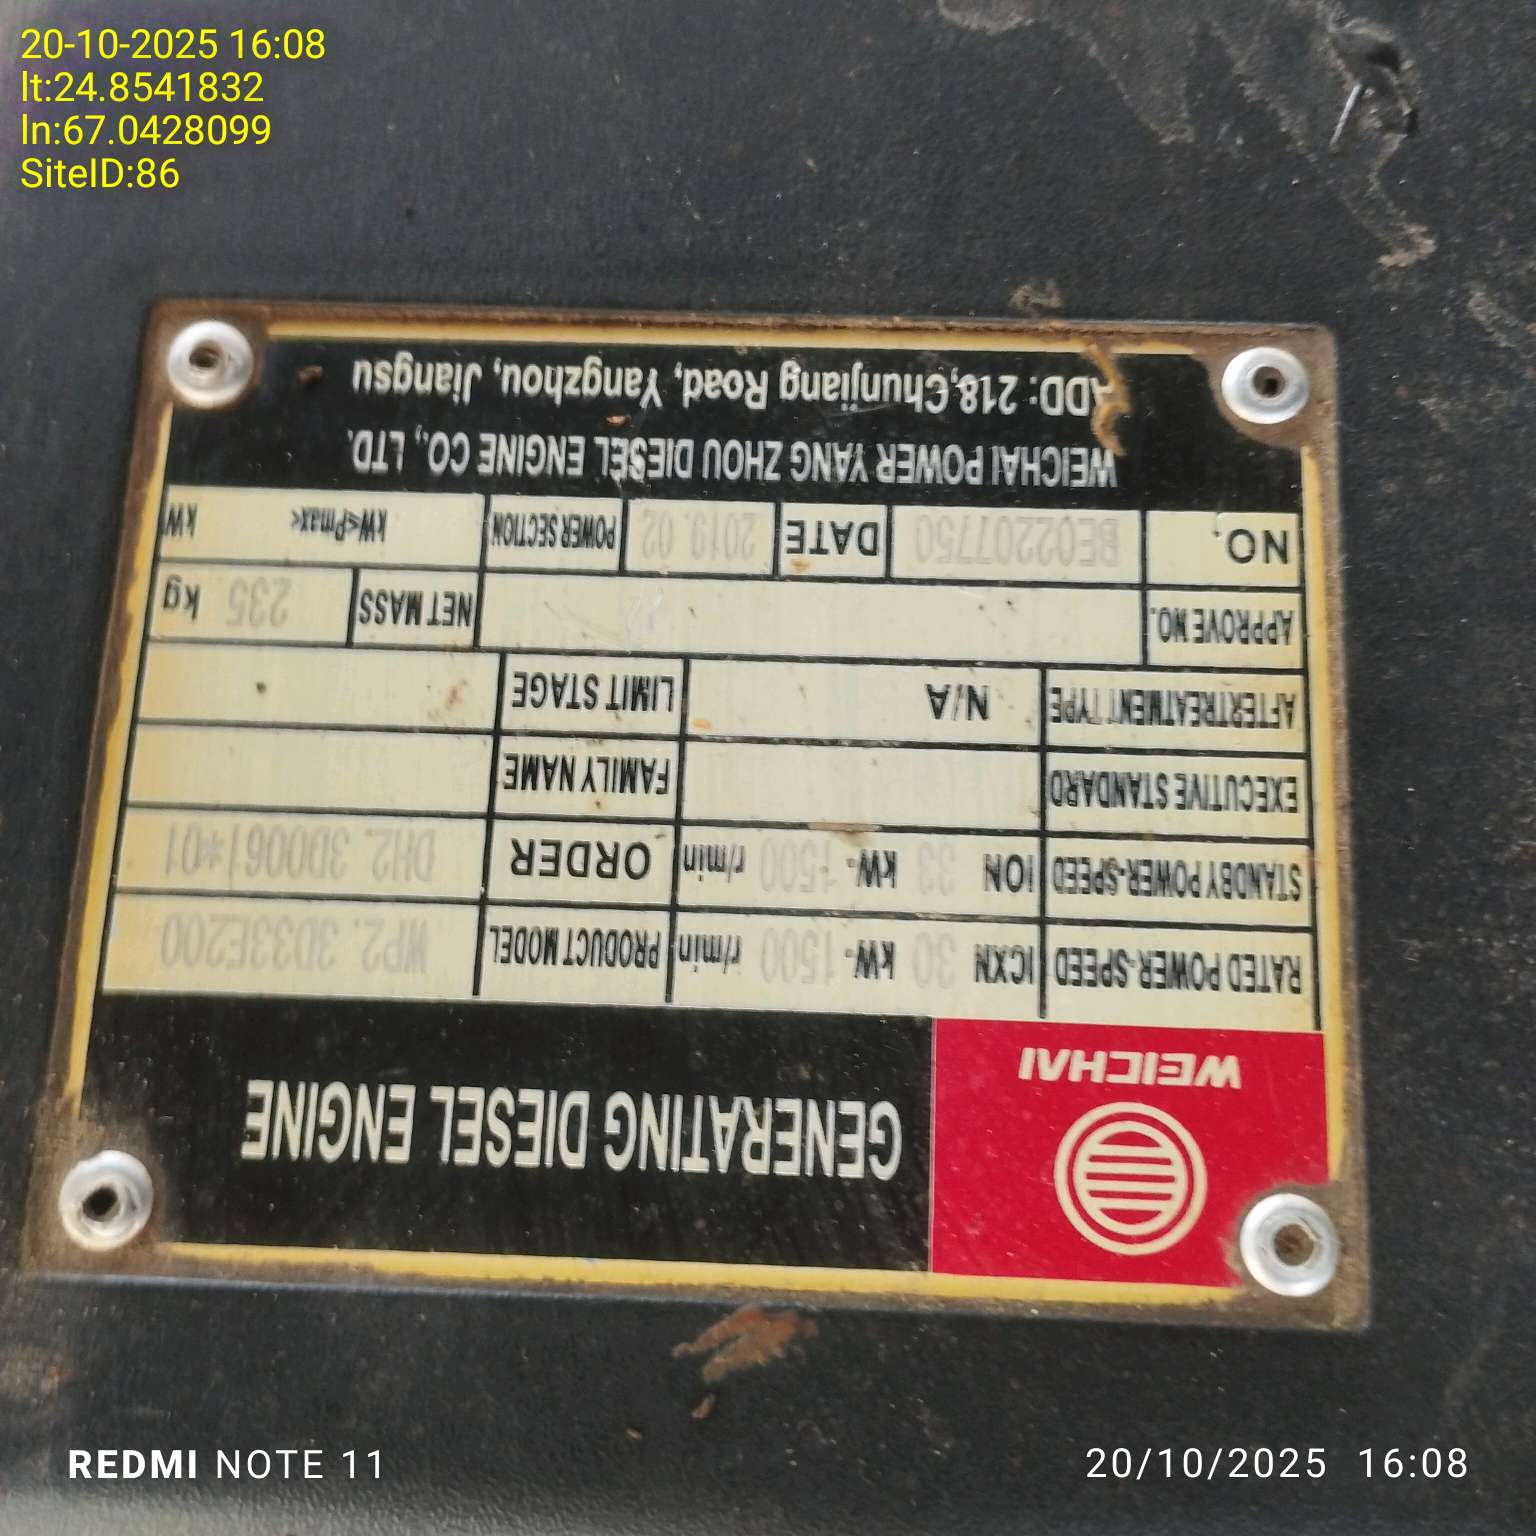 20-10-2025 16:08
lt:24.8541832
ln:67.0428099
SiteID:86
WEICHAI
GENERATING DIESEL ENGINE
RATED POWER-SPEED ICXN 30 kW- 1500 r/min PRODUCT MODEL WP2. 3D33E200
STANDBY POWER-SPEED ION 33 kW- 1500 r/min ORDER DH2. 3D0061*01
EXECUTIVE STANDARD FAMILY NAME
AFTERTREATMENT TYPE N/A LIMIT STAGE
APPROVE NO. NET MASS 235 kg
NO. BE02207750 DATE 2019. 02 POWER SECTION kW≤Pmax< kW
WEICHAI POWER YANG ZHOU DIESEL ENGINE CO., LTD.
ADD: 218,Chunjiang Road, Yangzhou, Jiangsu
REDMI NOTE 11
20/10/2025 16:08